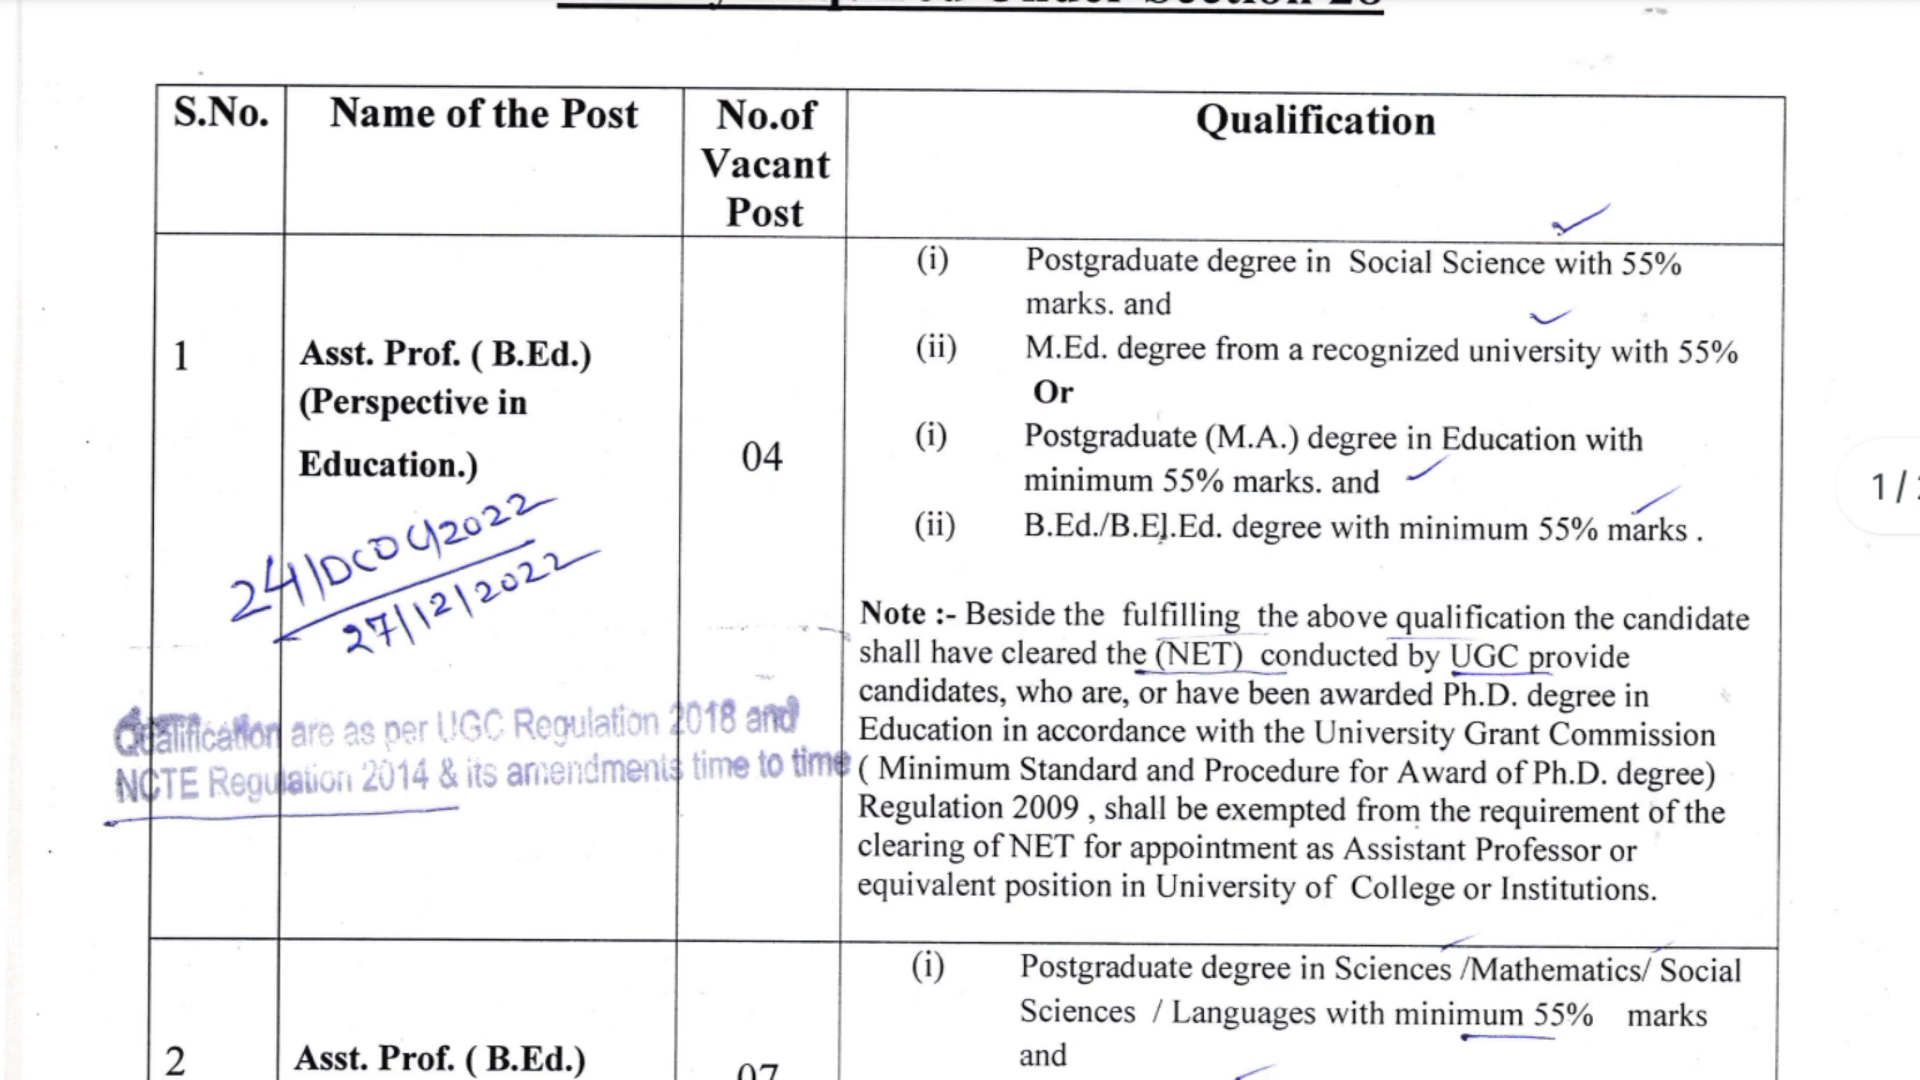 Under Section 28
S.No.
Name of the Post
No.of
Vacant
Post
Qualification
1
Asst. Prof. ( B.Ed.)
(Perspective in
Education.)
04
(i) Postgraduate degree in Social Science with 55%
marks. and
(ii) M.Ed. degree from a recognized university with 55%
Or
(i) Postgraduate (M.A.) degree in Education with
minimum 55% marks. and
(ii) B.Ed./B.El.Ed. degree with minimum 55% marks .
Note :- Beside the fulfilling the above qualification the candidate
shall have cleared the (NET) conducted by UGC provide
candidates, who are, or have been awarded Ph.D. degree in
Education in accordance with the University Grant Commission
( Minimum Standard and Procedure for Award of Ph.D. degree)
Regulation 2009 , shall be exempted from the requirement of the
clearing of NET for appointment as Assistant Professor or
equivalent position in University of College or Institutions.
24/DCDC/2022
27/12/2022
Qualification are as per UGC Regulation 2018 and
NCTE Regulation 2014 & its amendments time to time
2
Asst. Prof. ( B.Ed.)
07
(i) Postgraduate degree in Sciences /Mathematics/ Social
Sciences / Languages with minimum 55% marks
and
1/